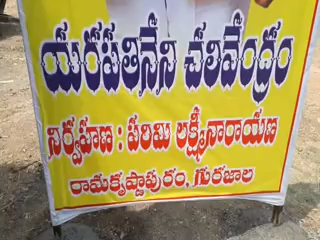 యరపతినేని చలివేంద్రం
నిర్వహణ : పరిమి లక్ష్మీనారాయణ
రామకృష్ణాపురం, గురజాల